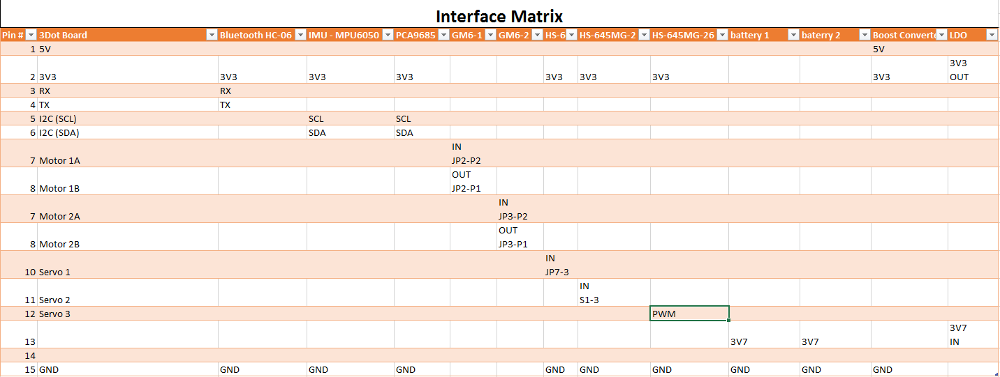 Interface Matrix
Pin # 3Dot Board Bluetooth HC-06 IMU - MPU6050 PCA9685 GM6-1 GM6-2 HS-6 HS-645MG-2 HS-645MG-26 battery 1 baterry 2 Boost Converte LDO
1 5V 5V
3V3
2 3V3 3V3 3V3 3V3 3V3 3V3 3V3 3V3 OUT
3 RX RX
4 TX TX
5 I2C (SCL) SCL SCL
6 I2C (SDA) SDA SDA
IN
7 Motor 1A JP2-P2
OUT
8 Motor 1B JP2-P1
IN
7 Motor 2A JP3-P2
OUT
8 Motor 2B JP3-P1
IN
10 Servo 1 JP7-3
IN
11 Servo 2 S1-3
12 Servo 3 PWM
3V7
13 3V7 3V7 IN
14
15 GND GND GND GND GND GND GND GND GND GND